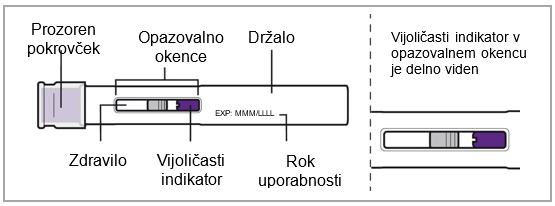 Prozoren
pokrovček
Opazovalno
okence
Držalo
EXP: MMM/LLLL
Zdravilo
Vijoličasti
indikator
Rok
uporabnosti
Vijoličasti indikator v
opazovalnem okencu
je delno viden